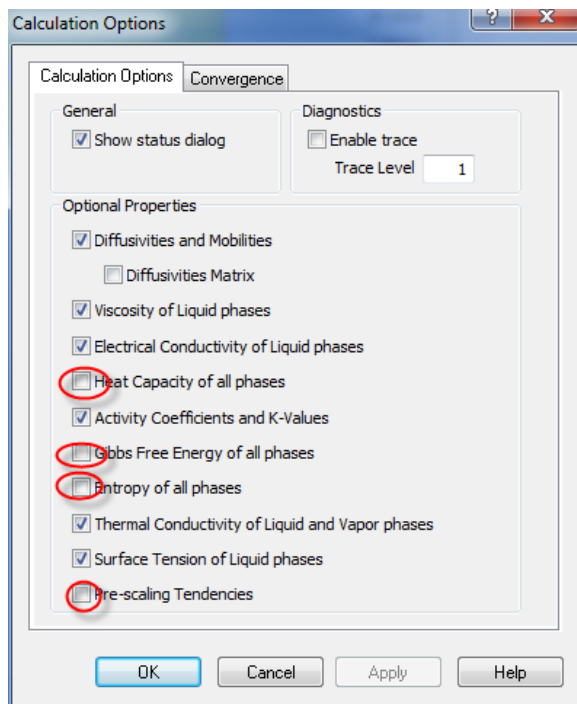 Calculation Options
?
X
Calculation Options
Convergence
General
Show status dialog
Diagnostics
Enable trace
Trace Level 1
Optional Properties
Diffusivities and Mobilities
Diffusivities Matrix
Viscosity of Liquid phases
Electrical Conductivity of Liquid phases
Heat Capacity of all phases
Activity Coefficients and K-Values
Gibbs Free Energy of all phases
Entropy of all phases
Thermal Conductivity of Liquid and Vapor phases
Surface Tension of Liquid phases
Pre-scaling Tendencies
OK
Cancel
Apply
Help